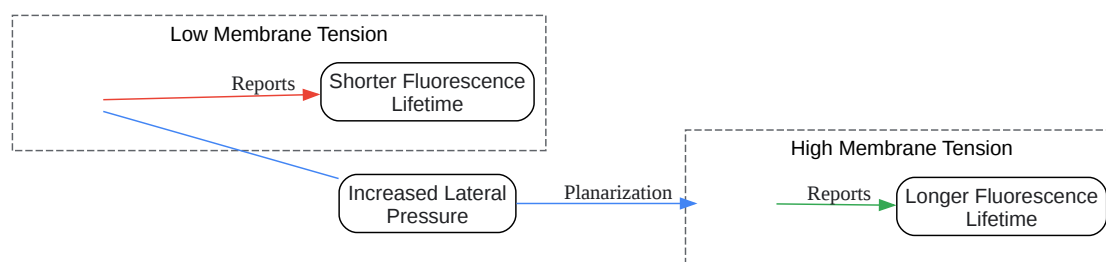 Low Membrane Tension
Reports
Shorter Fluorescence
Lifetime
Increased Lateral
Pressure
Planarization
High Membrane Tension
Reports
Longer Fluorescence
Lifetime